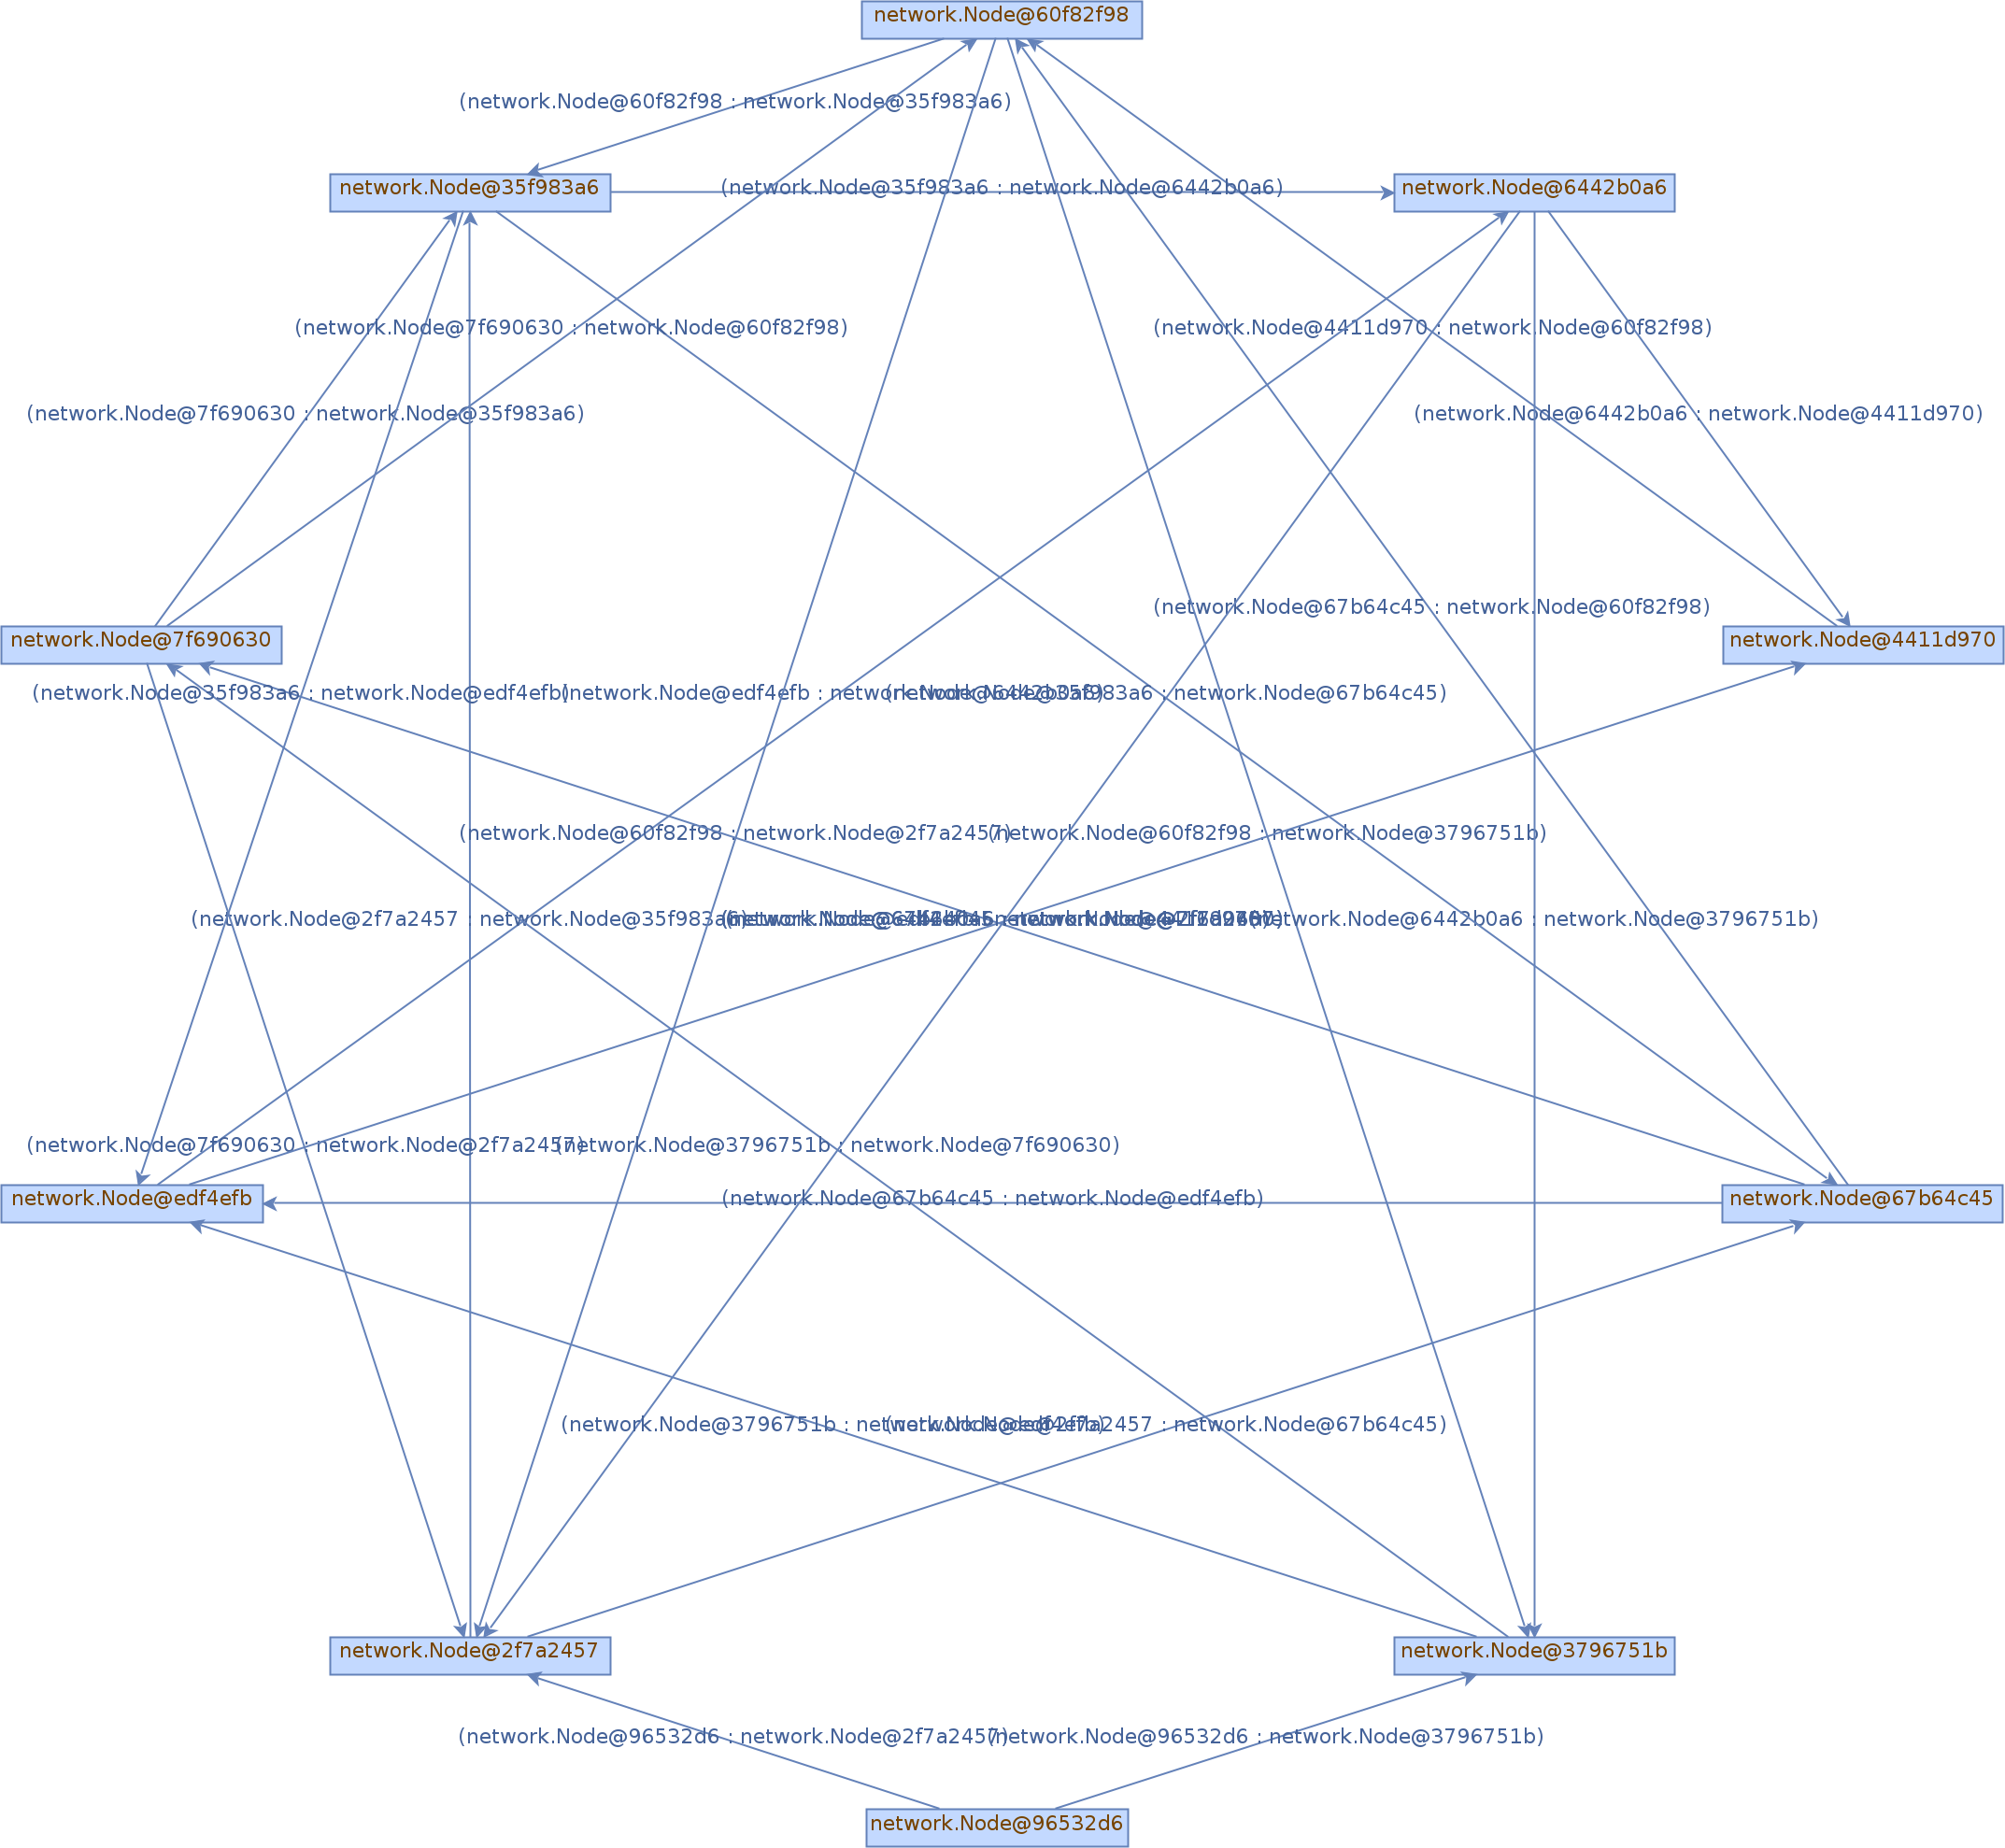 network.Node@60f82f98
(network.Node@60f82f98 : network.Node@35f983a6)
network.Node@35f983a6
(network.Node@35f983a6 : network.Node@6442b0a6)
network.Node@6442b0a6
(network.Node@7f690630 : network.Node@60f82f98)
(network.Node@4411d970 : network.Node@60f82f98)
(network.Node@7f690630 : network.Node@35f983a6)
(network.Node@6442b0a6 : network.Node@4411d970)
(network.Node@67b64c45 : network.Node@60f82f98)
network.Node@7f690630
network.Node@4411d970
(network.Node@35f983a6 : network.Node@edf4efb)
(network.Node@edf4efb : network.Node@6442b0a6)
(network.Node@35f983a6 : network.Node@67b64c45)
(network.Node@60f82f98 : network.Node@2f7a2457)
(network.Node@60f82f98 : network.Node@3796751b)
(network.Node@2f7a2457 : network.Node@35f983a6)
(network.Node@6442b0a6 : network.Node@3796751b)
(network.Node@7f690630 : network.Node@2f7a2457)
(network.Node@3796751b : network.Node@7f690630)
network.Node@edf4efb
(network.Node@67b64c45 : network.Node@edf4efb)
network.Node@67b64c45
(network.Node@3796751b : network.Node@edf4efb)
(network.Node@2f7a2457 : network.Node@67b64c45)
network.Node@2f7a2457
network.Node@3796751b
(network.Node@96532d6 : network.Node@2f7a2457)
(network.Node@96532d6 : network.Node@3796751b)
network.Node@96532d6